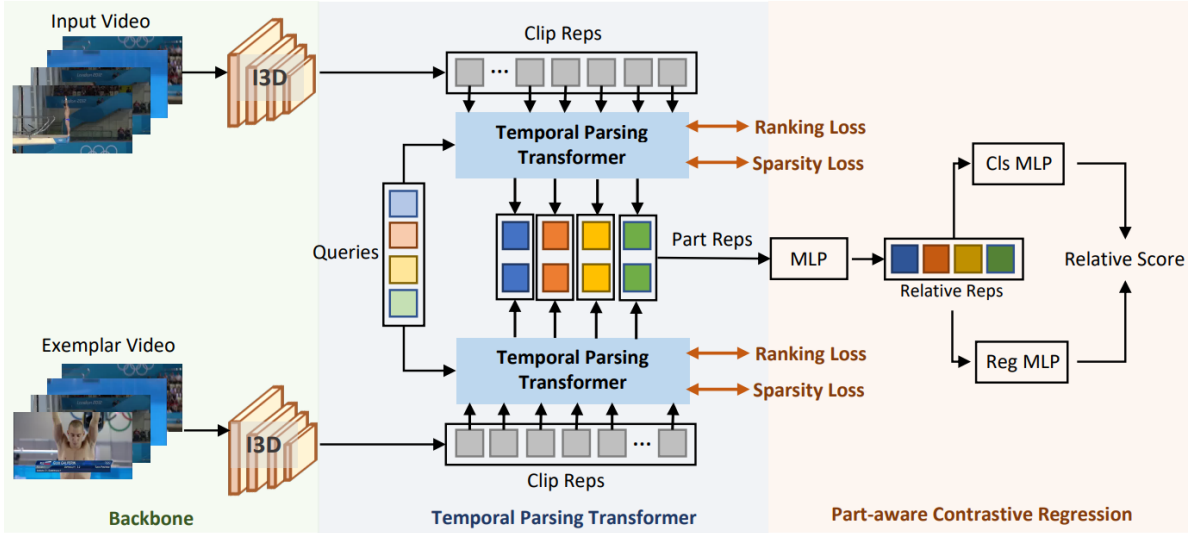 Input Video
I3D
Clip Reps
...
Temporal Parsing
Transformer
Ranking Loss
Sparsity Loss
Queries
Part Reps
MLP
Cls MLP
Relative Reps
Relative Score
Reg MLP
Exemplar Video
I3D
Temporal Parsing
Transformer
Ranking Loss
Sparsity Loss
...
Clip Reps
Backbone
Temporal Parsing Transformer
Part-aware Contrastive Regression